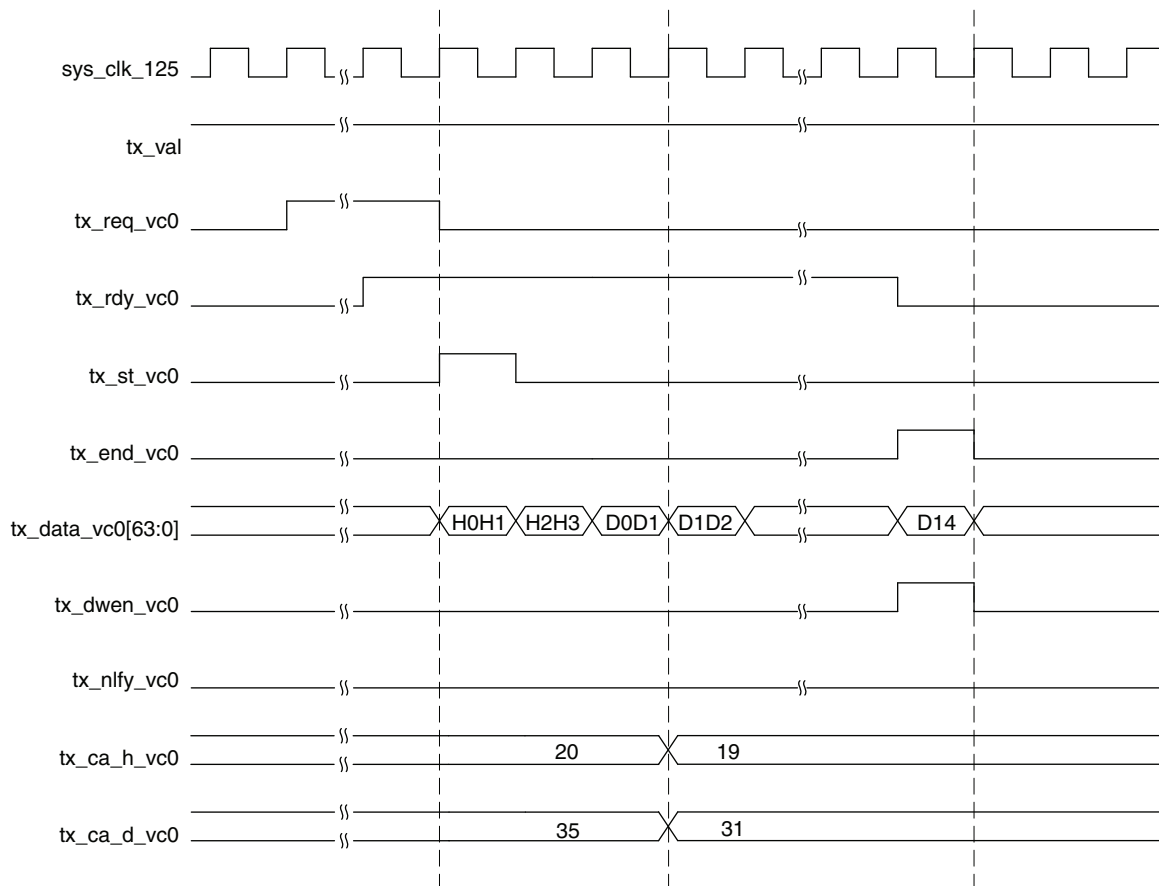 sys_clk_125
tx_val
tx_req_vc0
tx_rdy_vc0
tx_st_vc0
tx_end_vc0
tx_data_vc0[63:0] H0H1 H2H3 D0D1 D1D2 D14
tx_dwen_vc0
tx_nlfy_vc0
tx_ca_h_vc0 20 19
tx_ca_d_vc0 35 31